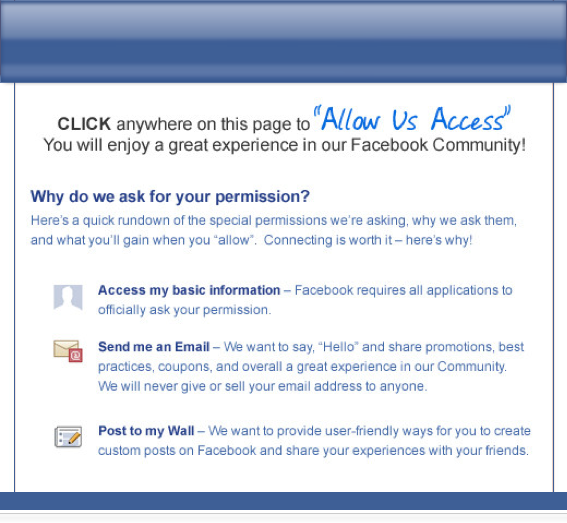 CLICK anywhere on this page to "Allow Us Access"
You will enjoy a great experience in our Facebook Community!
Why do we ask for your permission?
Here's a quick rundown of the special permissions we're asking, why we ask them,
and what you'll gain when you "allow".  Connecting is worth it – here's why!
Access my basic information – Facebook requires all applications to
officially ask your permission.
Send me an Email – We want to say, "Hello" and share promotions, best
practices, coupons, and overall a great experience in our Community.
We will never give or sell your email address to anyone.
Post to my Wall – We want to provide user-friendly ways for you to create
custom posts on Facebook and share your experiences with your friends.